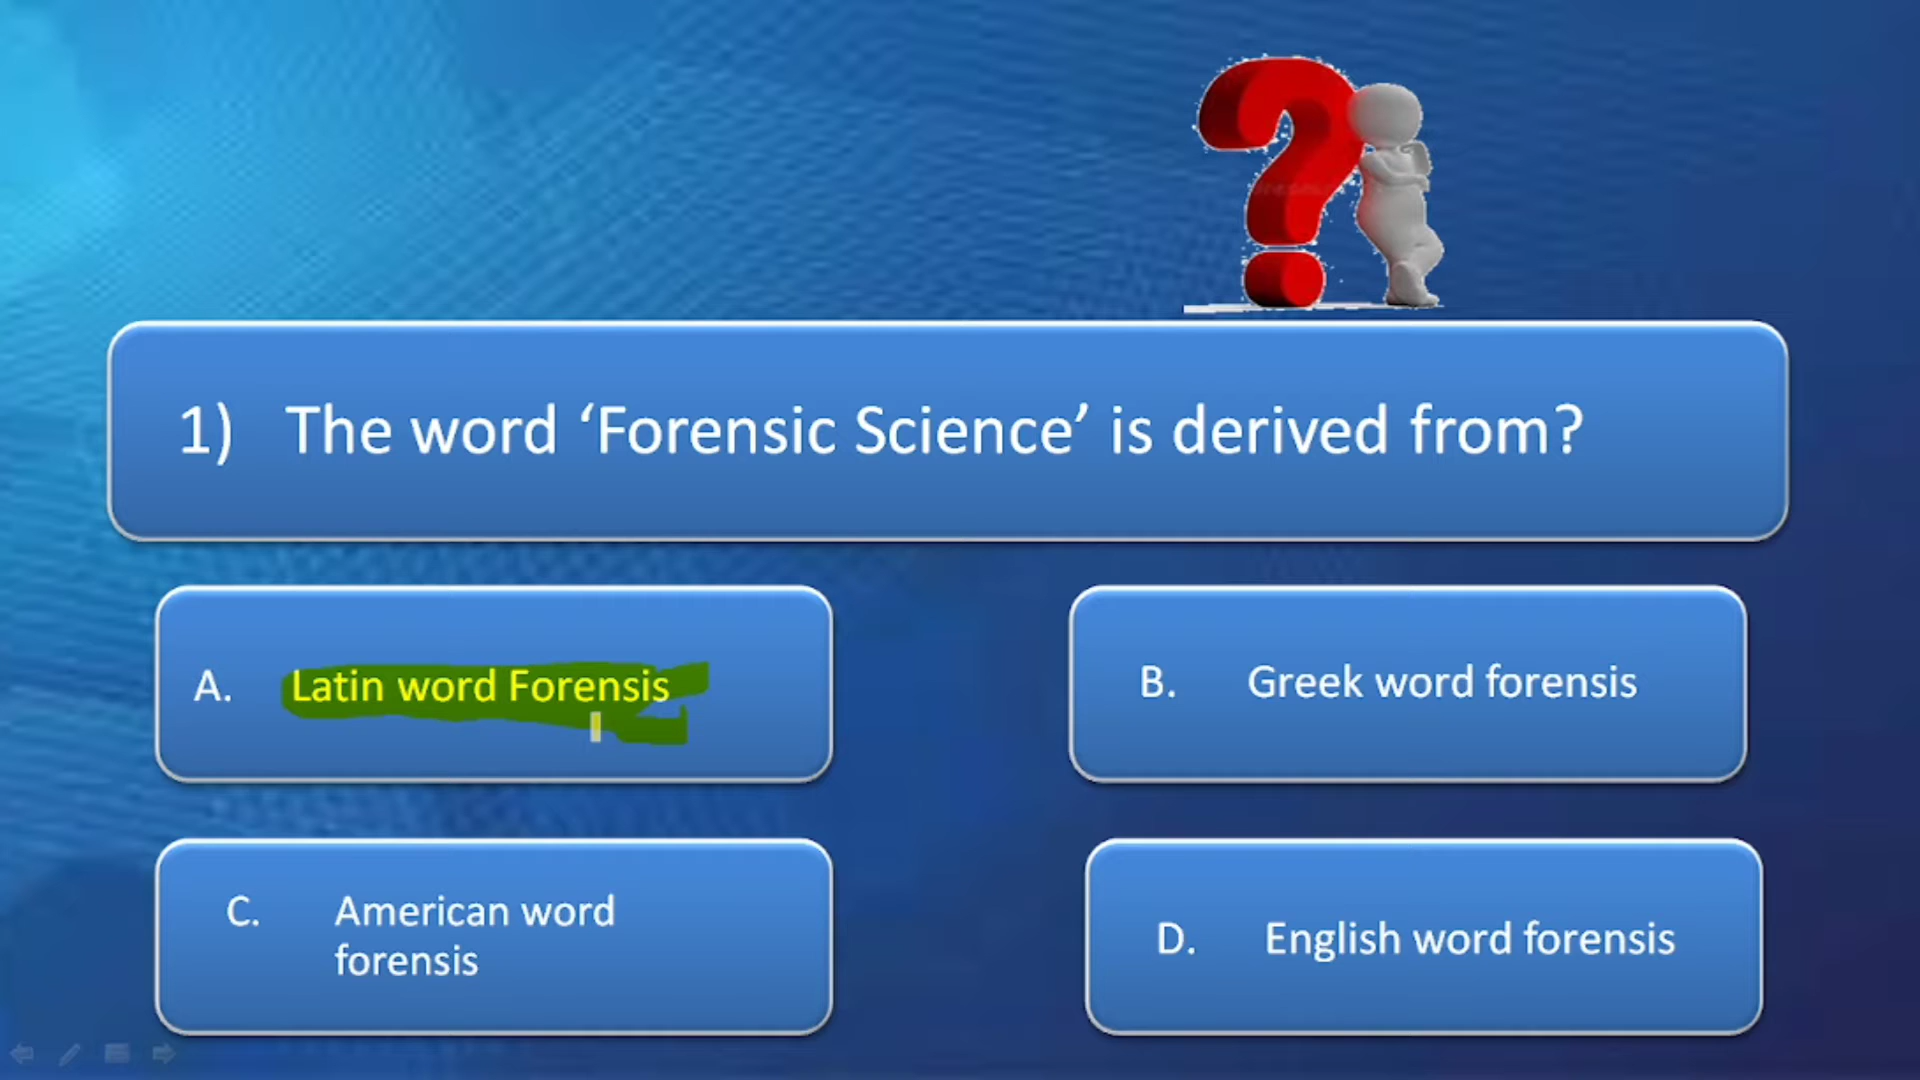 1) The word ‘Forensic Science’ is derived from?
A. Latin word Forensis
B. Greek word forensis
C. American word
forensis
D. English word forensis